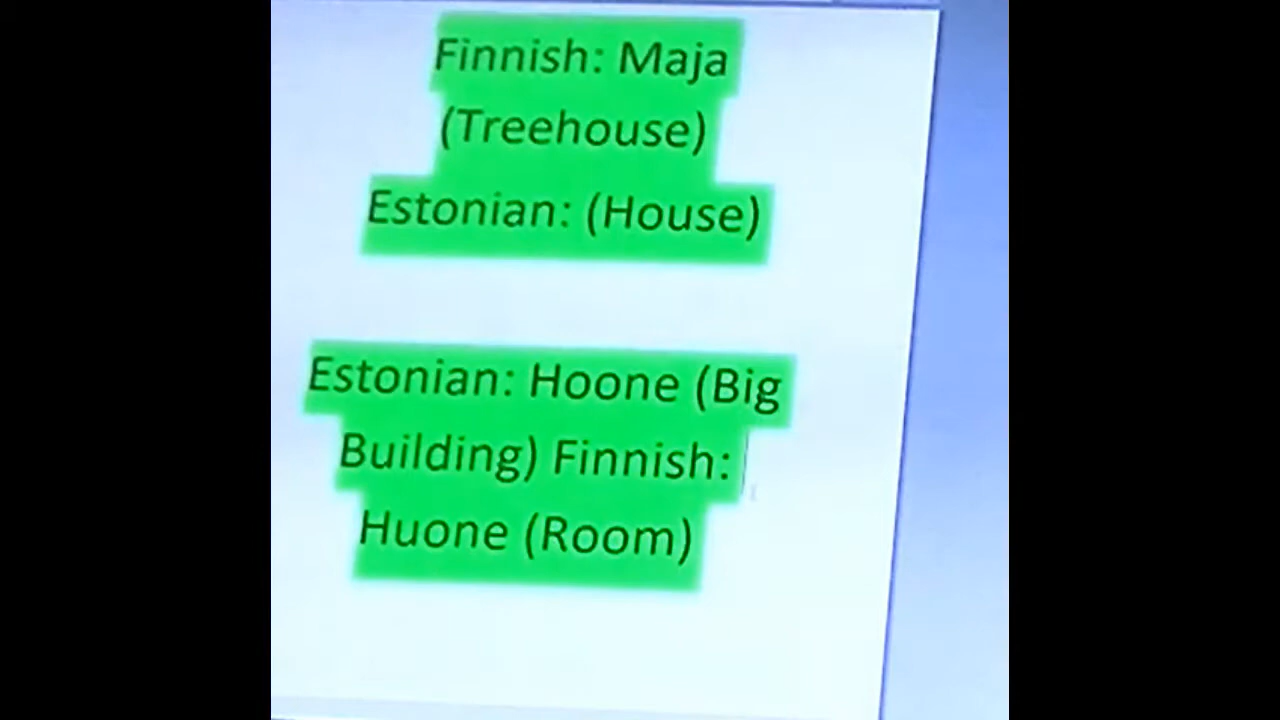 Finnish: Maja
(Treehouse)
Estonian: (House)
Estonian: Hoone (Big
Building) Finnish:
Huone (Room)